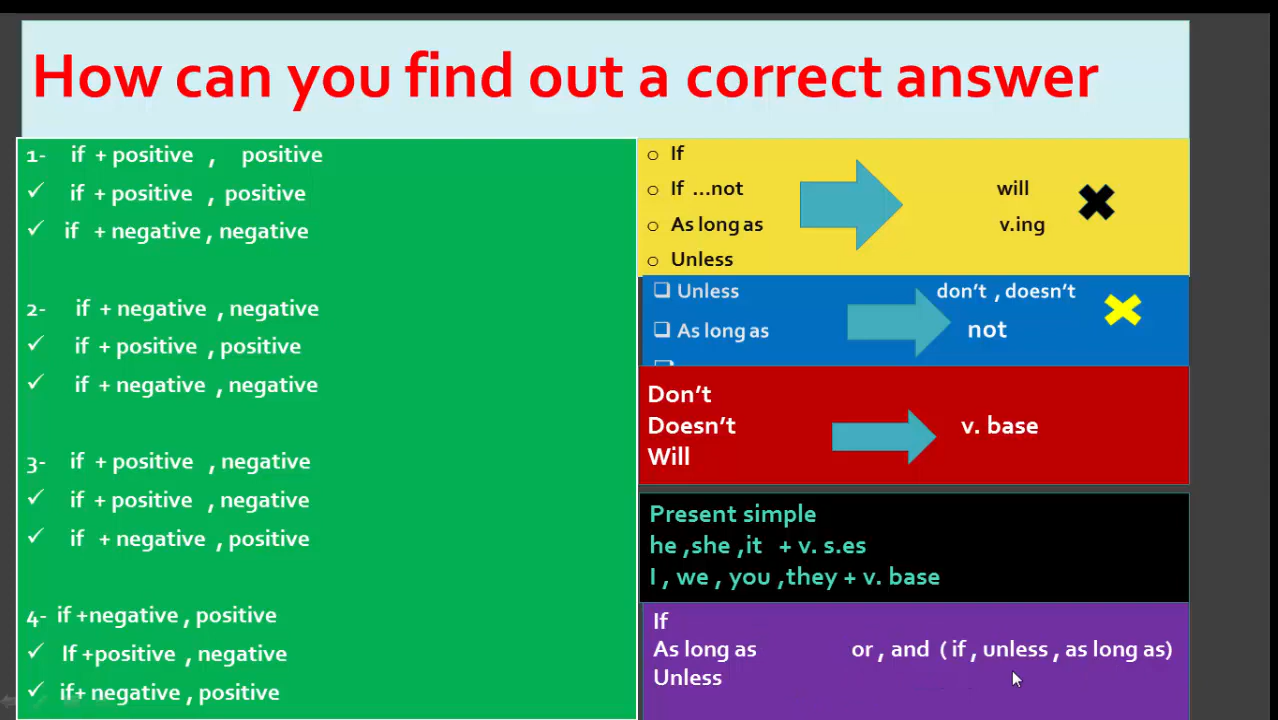 How can you find out a correct answer
1- if + positive , positive
✓ if + positive , positive
✓ if + negative , negative
2- if + negative , negative
✓ if + positive , positive
✓ if + negative , negative
3- if + positive , negative
✓ if + positive , negative
✓ if + negative , positive
4- if +negative , positive
✓ If +positive , negative
✓ if+ negative , positive
o If
o If ...not will
o As long as v.ing
o Unless
❑ Unless don't , doesn't
❑ As long as not
Don't
Doesn't v. base
Will
Present simple
he ,she ,it + v. s.es
I , we , you ,they + v. base
If
As long as or , and ( if , unless , as long as)
Unless